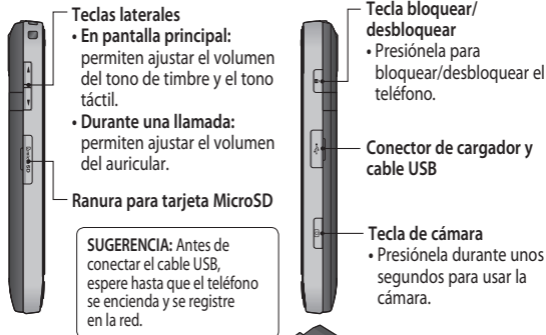 Teclas laterales
• En pantalla principal:
permiten ajustar el volumen
del tono de timbre y el tono
táctil.
• Durante una llamada:
permiten ajustar el volumen
del auricular.
Ranura para tarjeta MicroSD
SUGERENCIA: Antes de
conectar el cable USB,
espere hasta que el teléfono
se encienda y se registre
en la red.
Tecla bloquear/
desbloquear
• Presiónela para
bloquear/desbloquear el
teléfono.
Conector de cargador y
cable USB
Tecla de cámara
• Presiónela durante unos
segundos para usar la
cámara.